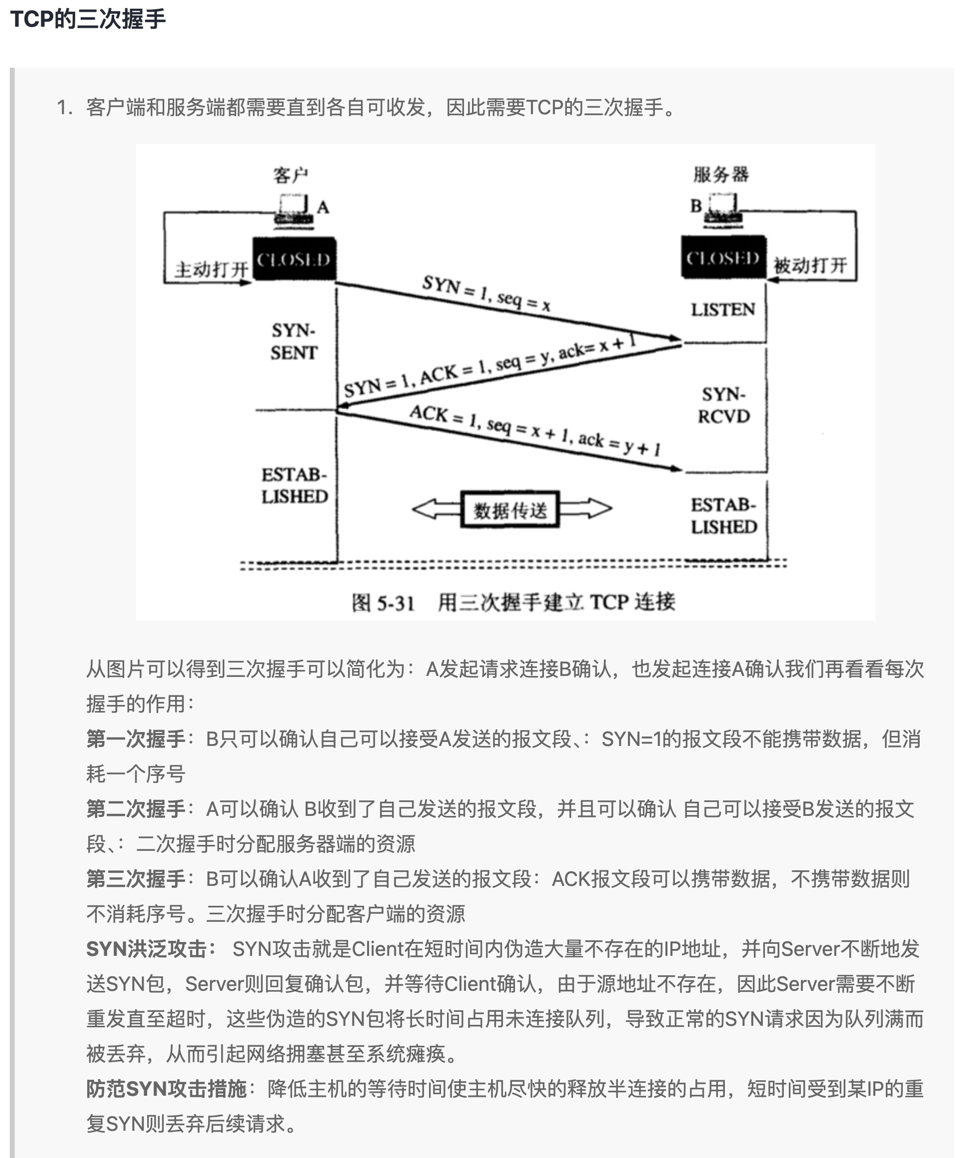 TCP的三次握手
1. 客户端和服务端都需要直到各自可收发，因此需要TCP的三次握手。
客户
服务器
A
B
CLOSED
CLOSED
主动打开
被动打开
SYN = 1, seq = x
LISTEN
SYN-
SENT
SYN = 1, ACK = 1, seq = y, ack= x + 1
SYN-
RCVD
ACK = 1, seq = x + 1, ack = y + 1
ESTAB-
LISHED
数据传送
ESTAB-
LISHED
图 5-31 用三次握手建立 TCP 连接
从图片可以得到三次握手可以简化为：A发起请求连接B确认，也发起连接A确认我们再看看每次
握手的作用：
第一次握手：B只可以确认自己可以接受A发送的报文段、：SYN=1的报文段不能携带数据，但消
耗一个序号
第二次握手：A可以确认 B收到了自己发送的报文段，并且可以确认 自己可以接受B发送的报文
段、：二次握手时分配服务器端的资源
第三次握手：B可以确认A收到了自己发送的报文段：ACK报文段可以携带数据，不携带数据则
不消耗序号。三次握手时分配客户端的资源
SYN洪泛攻击： SYN攻击就是Client在短时间内伪造大量不存在的IP地址，并向Server不断地发
送SYN包，Server则回复确认包，并等待Client确认，由于源地址不存在，因此Server需要不断
重发直至超时，这些伪造的SYN包将长时间占用未连接队列，导致正常的SYN请求因为队列满而
被丢弃，从而引起网络拥塞甚至系统瘫痪。
防范SYN攻击措施：降低主机的等待时间使主机尽快的释放半连接的占用，短时间受到某IP的重
复SYN则丢弃后续请求。